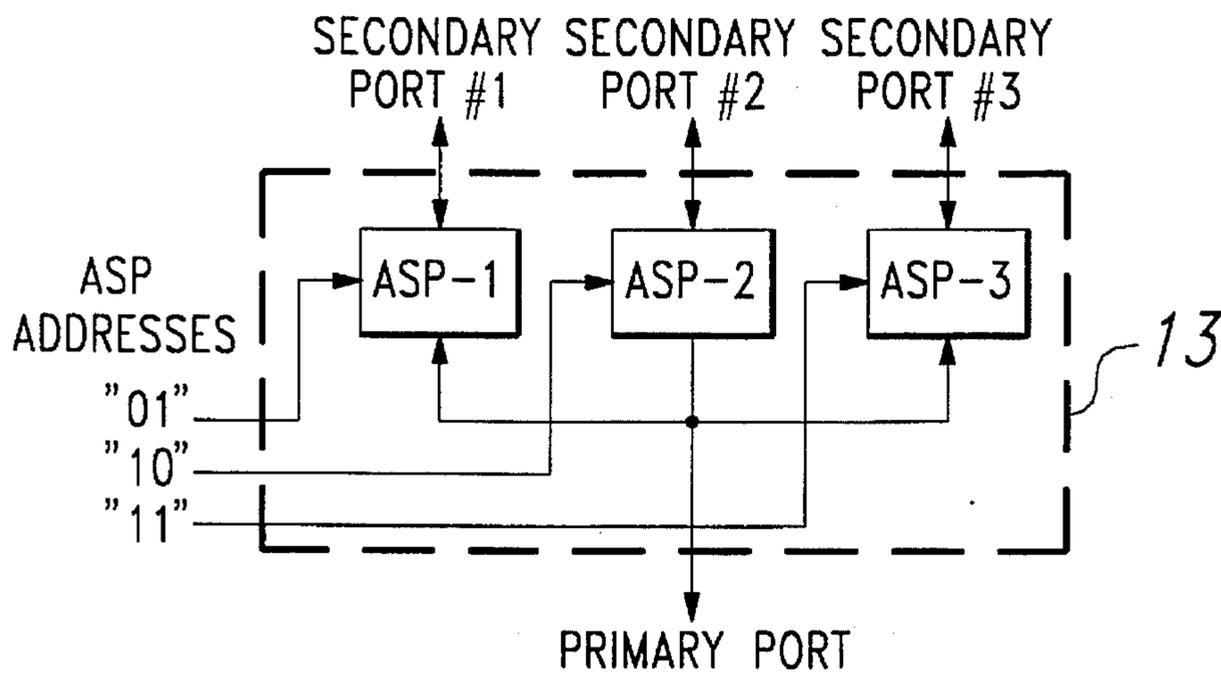 SECONDARY PORT #1
SECONDARY PORT #2
SECONDARY PORT #3
ASP-1
ASP-2
ASP-3
ASP
ADDRESSES
"01"
"10"
"11"
13
PRIMARY PORT